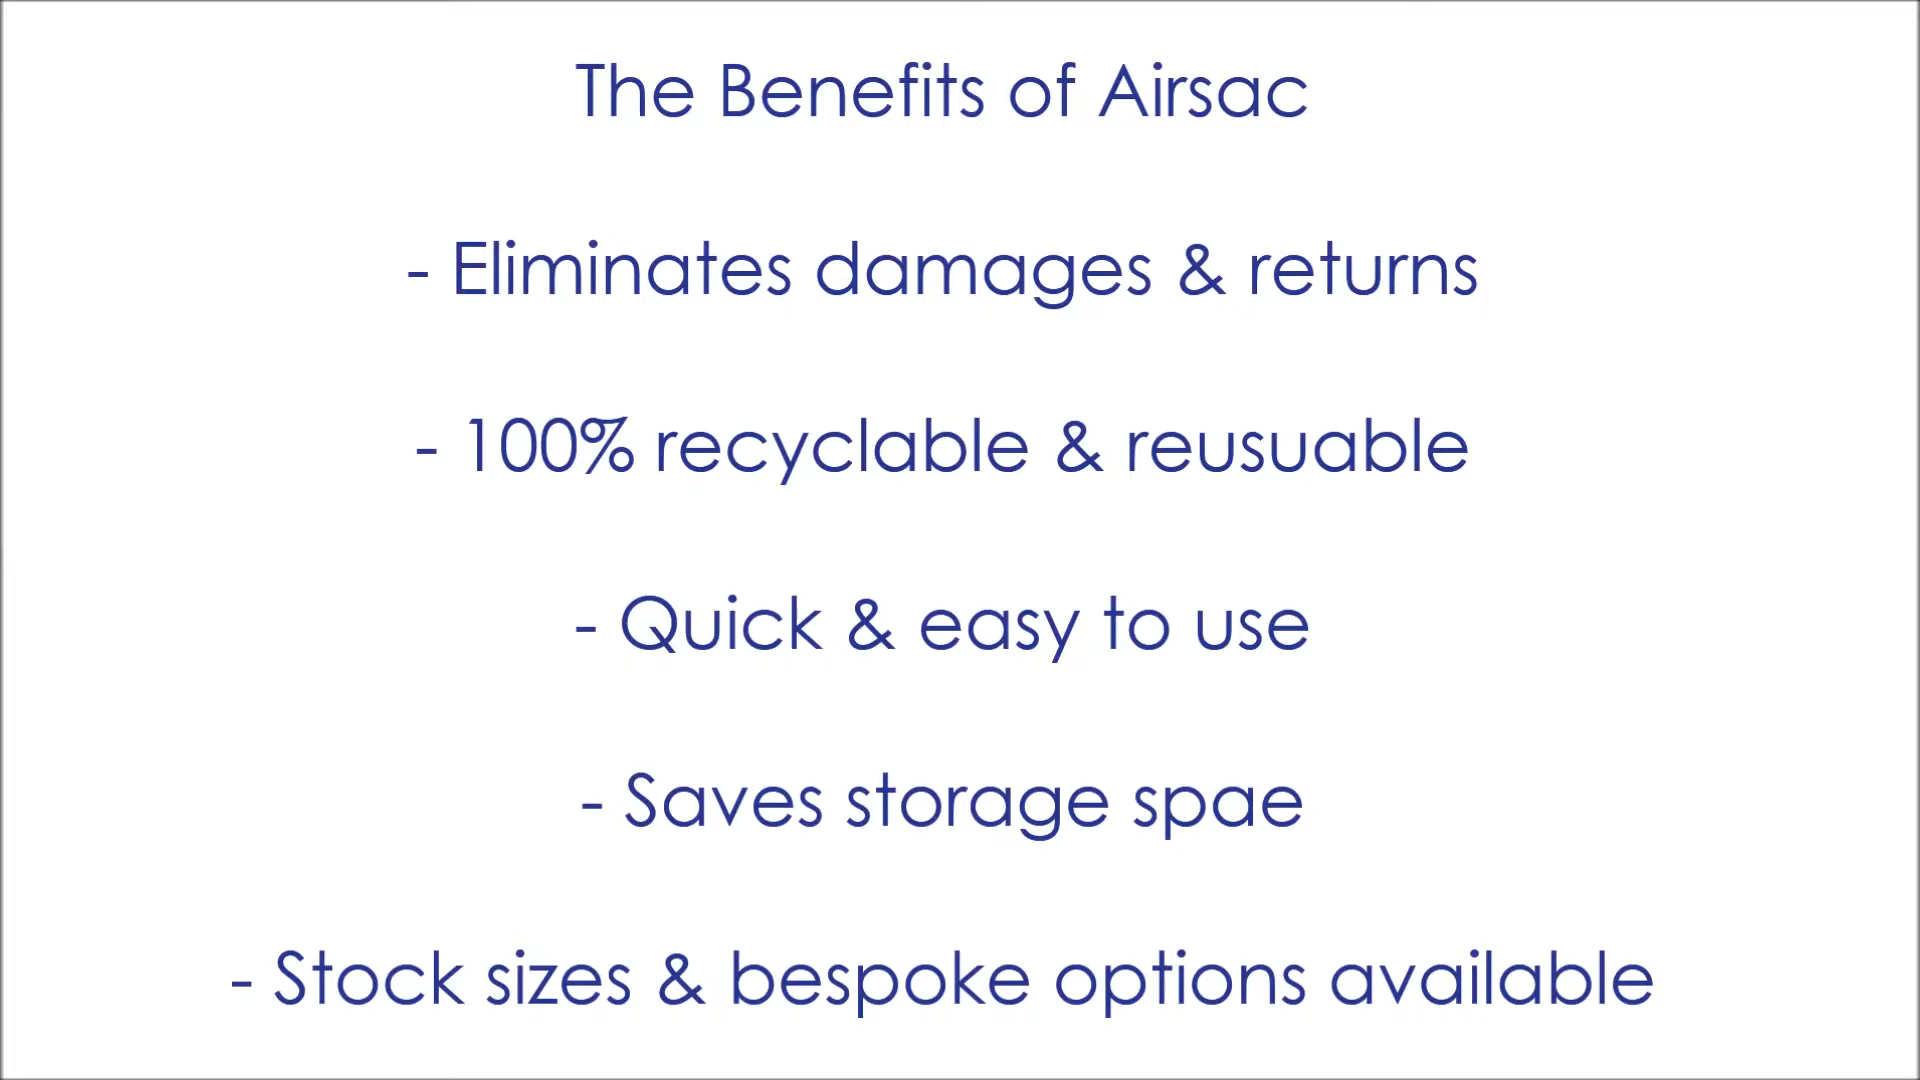 The Benefits of Airsac
- Eliminates damages & returns
- 100% recyclable & reusuable
- Quick & easy to use
- Saves storage spae
- Stock sizes & bespoke options available